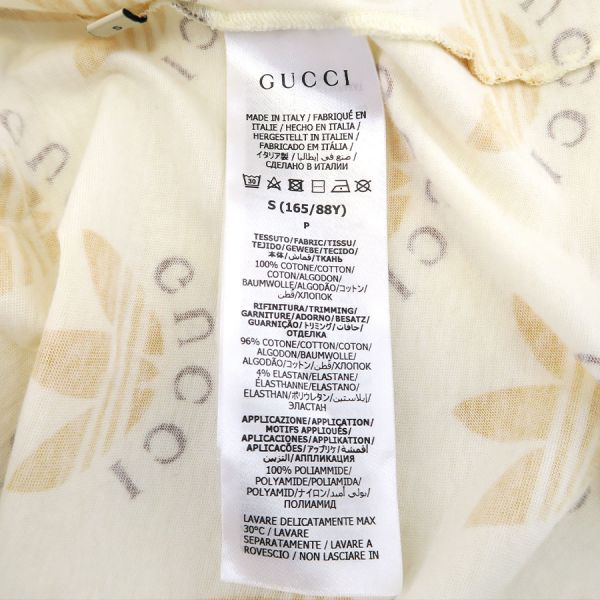 GUCCI
MADE IN ITALY / FABRIQUÉ EN
ITALIE / HECHO EN ITALIA /
HERGESTELLT IN ITALIEN /
FABRICADO EM ITÁLIA /
イタリア製 / صنع في إيطاليا /
СДЕЛАНО В ИТАЛИИ
30
S (165/88Y)
P
TESSUTO/FABRIC/TISSU/
TEJIDO/GEWEBE/TECIDO/
本体/قماش/ТКАНЬ
100% COTONE/COTTON/
COTON/ALGODON/
BAUMWOLLE/ALGODÃO/コットン/
قطن/ХЛОПОК
RIFINITURA/TRIMMING/
GARNITURE/ADORNO/BESATZ/
GUARNIÇÃO/トリミング/حافات/
ОТДЕЛКА
96% COTONE/COTTON/COTON/
ALGODON/BAUMWOLLE/
ALGODÃO/コットン/قطن/ХЛОПОК
4% ELASTAN/ELASTANE/
ELASTHANNE/ELASTANO/
ELASTHAN/ポリウレタン/إيلاستين/
ЭЛАСТАН
APPLICAZIONE/APPLICATION/
MOTIFS APPLIQUÉS/
APLICACIONES/APPLIKATION/
APLICAÇÕES/アップリケ/أقمشة
التزيين/АППЛИКАЦИЯ
100% POLIAMMIDE/
POLYAMIDE/POLIAMIDA/
POLYAMID/ナイロン/بولي أميد/
ПОЛИАМИД
LAVARE DELICATAMENTE MAX
30°C / LAVARE
SEPARATAMENTE / LAVARE A
ROVESCIO / NON LASCIARE IN